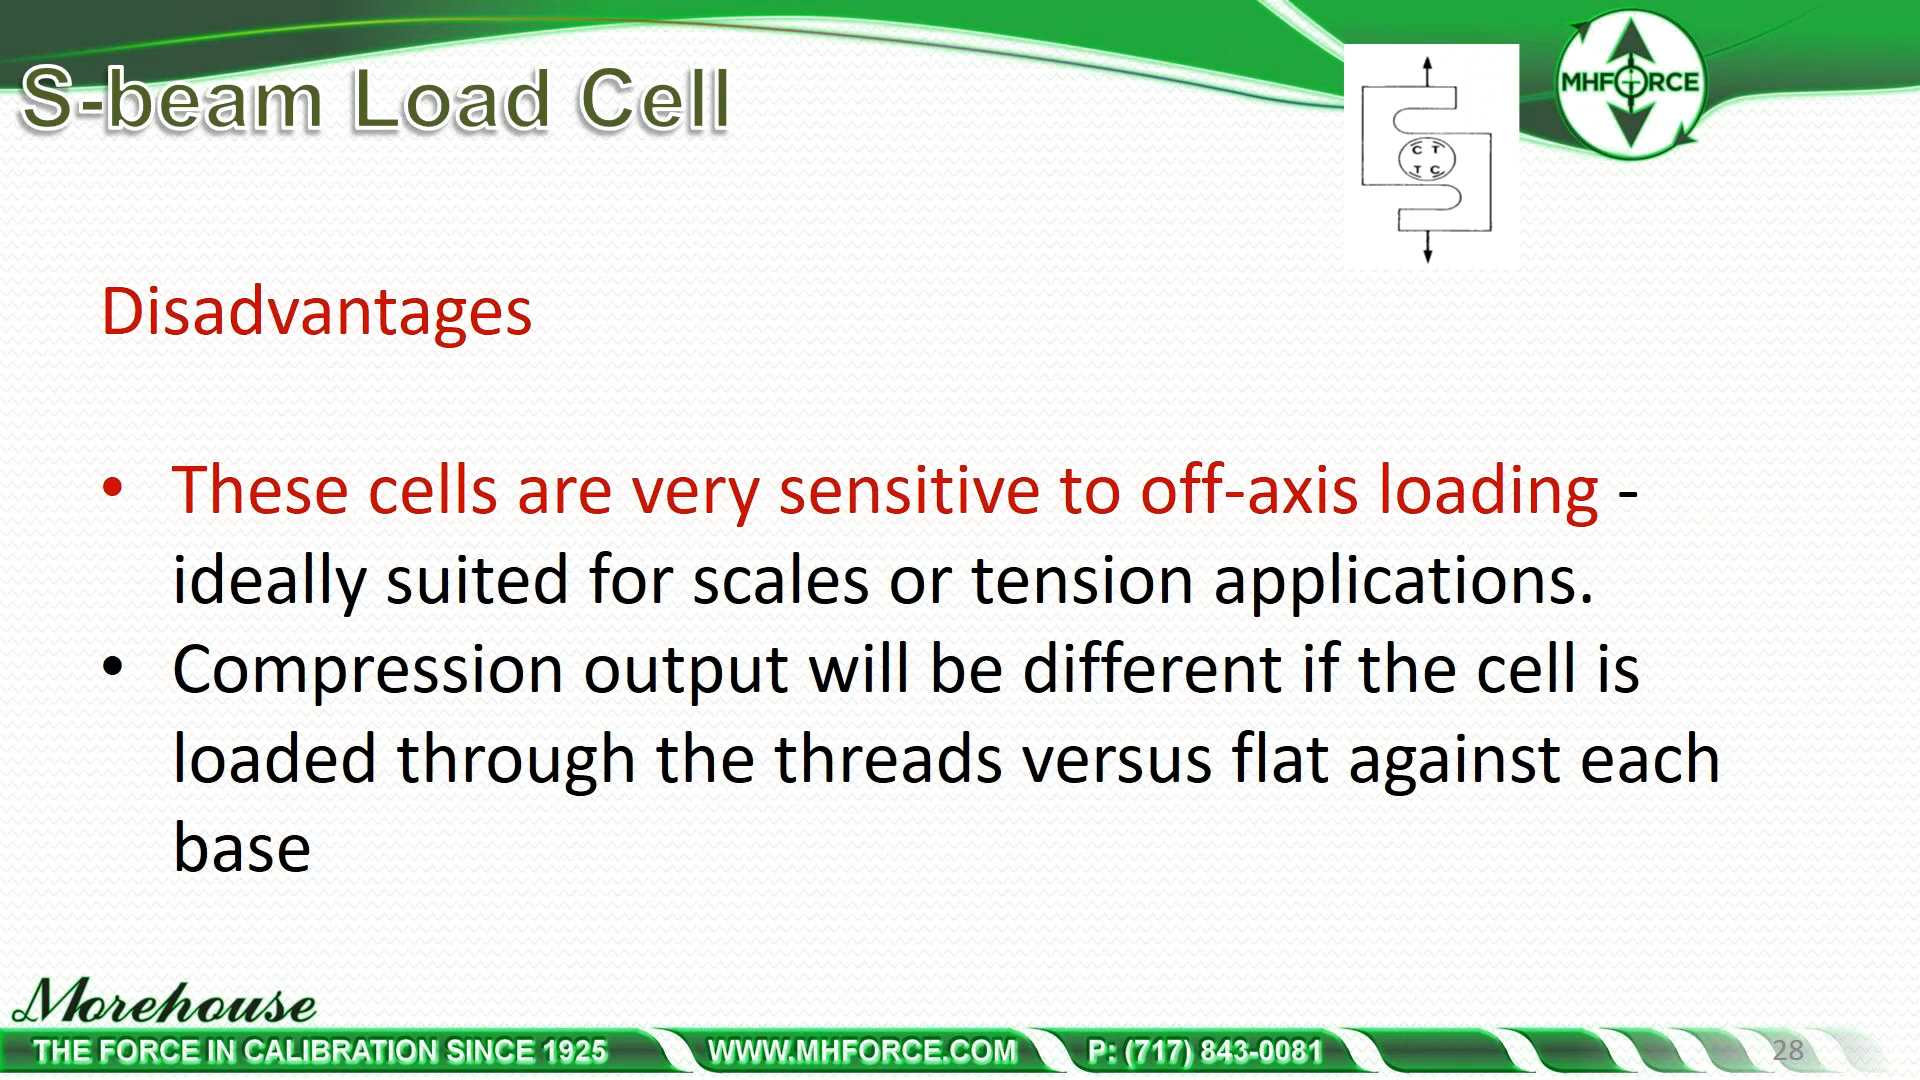 S-beam Load Cell
MHFORCE
C T
T C
Disadvantages
• These cells are very sensitive to off-axis loading -
ideally suited for scales or tension applications.
• Compression output will be different if the cell is
loaded through the threads versus flat against each
base
Morehouse
THE FORCE IN CALIBRATION SINCE 1925 WWW.MHFORCE.COM P: (717) 843-0081 28